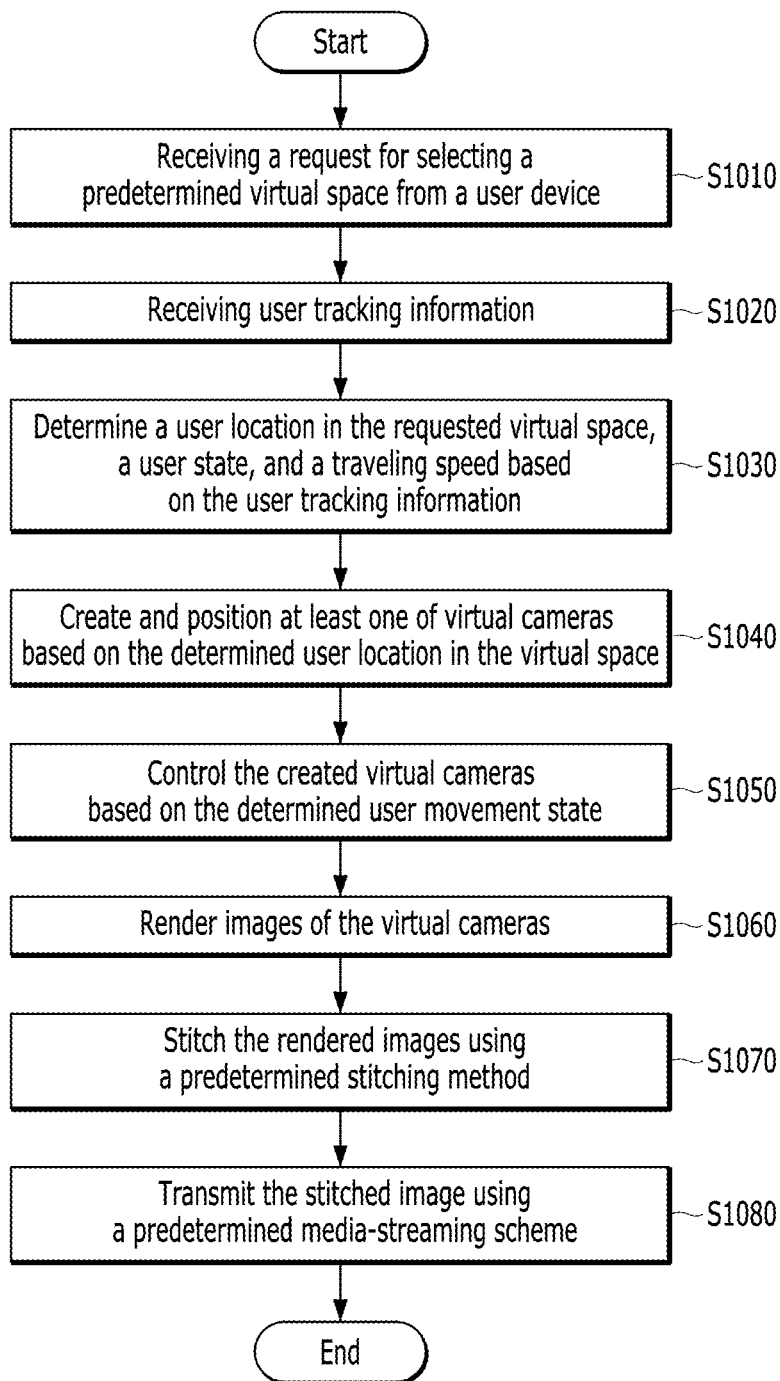 Start
Receiving a request for selecting a
predetermined virtual space from a user device
S1010
Receiving user tracking information
S1020
Determine a user location in the requested virtual space,
a user state, and a traveling speed based
on the user tracking information
S1030
Create and position at least one of virtual cameras
based on the determined user location in the virtual space
S1040
Control the created virtual cameras
based on the determined user movement state
S1050
Render images of the virtual cameras
S1060
Stitch the rendered images using
a predetermined stitching method
S1070
Transmit the stitched image using
a predetermined media-streaming scheme
S1080
End